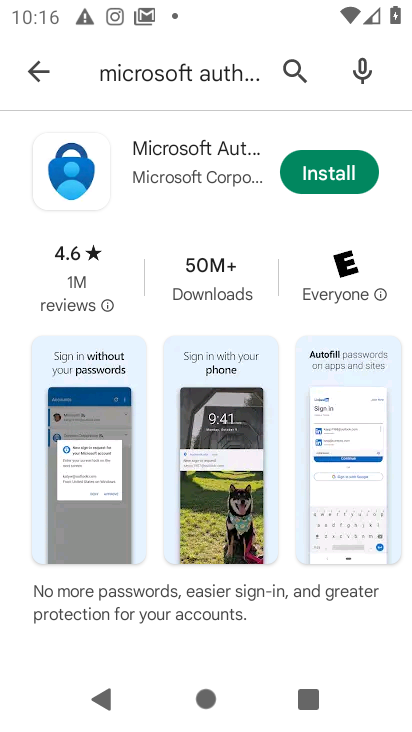 10:16
microsoft auth...
Microsoft Aut...
Microsoft Corpo...
Install
4.6 ★
1M
reviews
50M+
Downloads
E
Everyone
Sign in without
your passwords
Sign in with your
phone
9:41
Autofill passwords
on apps and sites
Sign in
No more passwords, easier sign-in, and greater
protection for your accounts.